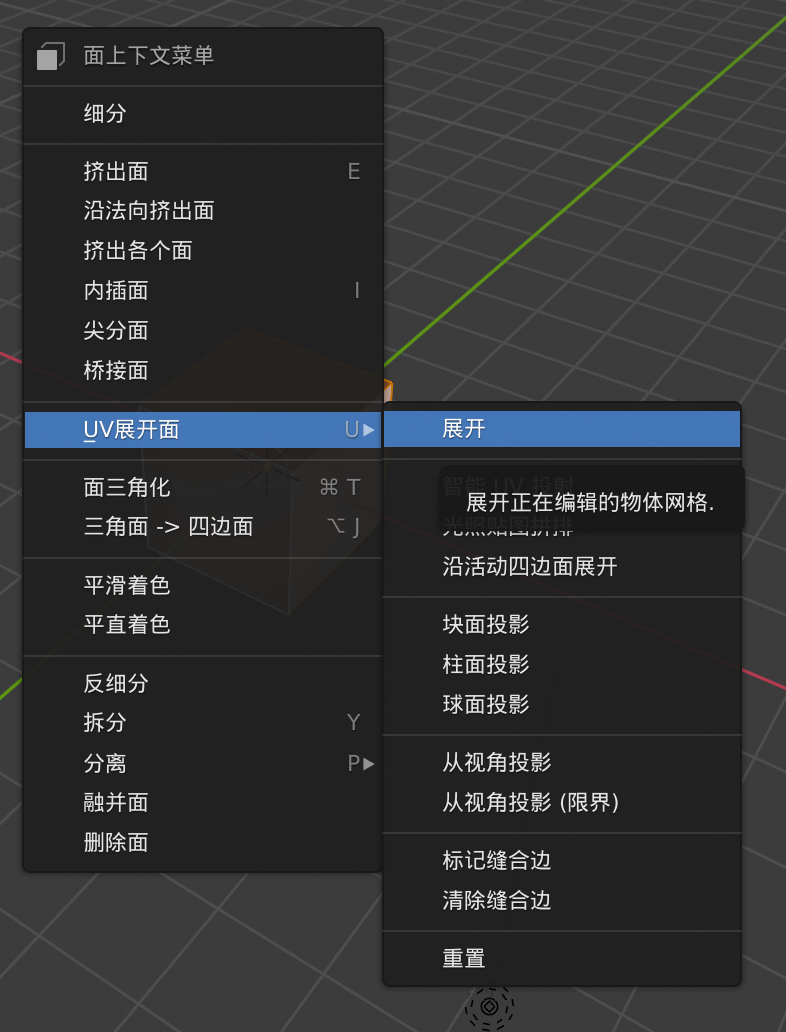 面上下文菜单
细分
挤出面 E
沿法向挤出面
挤出各个面
内插面 I
尖分面
桥接面
UV展开面 U▶
面三角化 ⌘ T
三角面 -> 四边面 ⌥ J
平滑着色
平直着色
反细分
拆分 Y
分离 P▶
融并面
删除面
展开
智能 UV 投射
展开正在编辑的物体网格.
光照贴图拼排
沿活动四边面展开
块面投影
柱面投影
球面投影
从视角投影
从视角投影 (限界)
标记缝合边
清除缝合边
重置